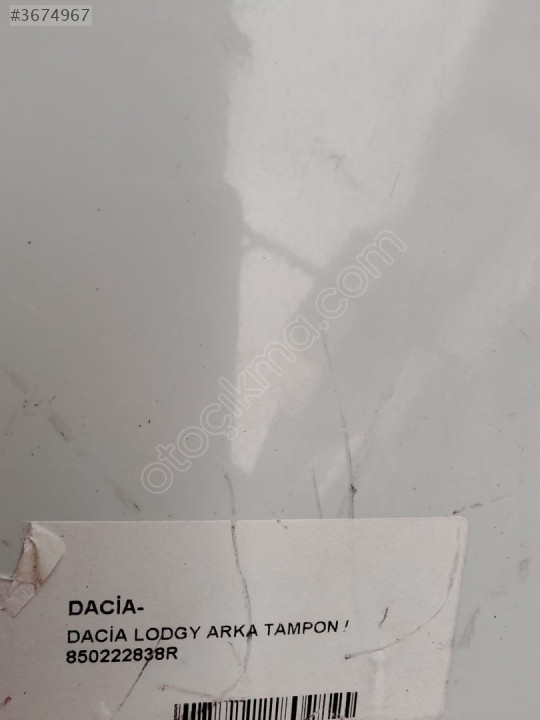 #3674967
otoçıkma.com
DACİA-
DACİA LODGY ARKA TAMPON /
850222838R